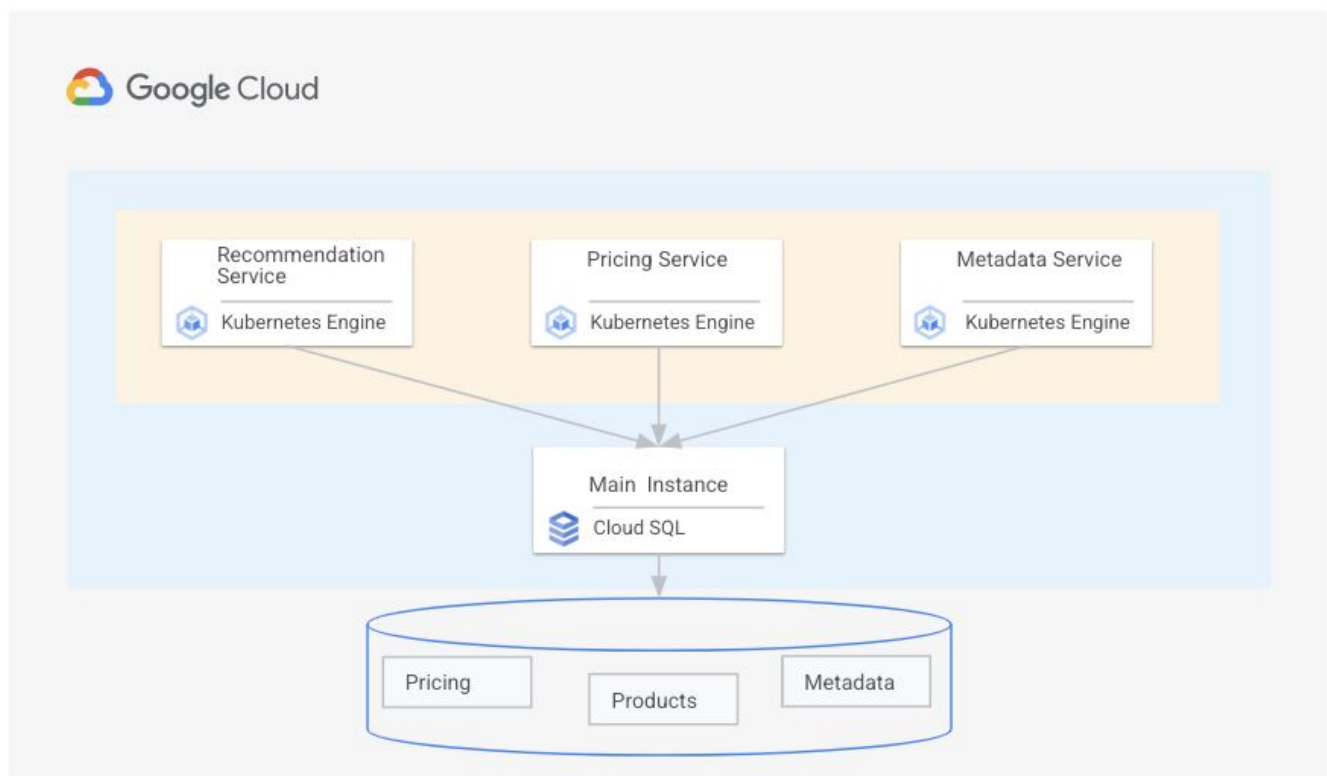 Google Cloud
Recommendation
Service
Kubernetes Engine
Pricing Service
Kubernetes Engine
Metadata Service
Kubernetes Engine
Main Instance
Cloud SQL
Pricing
Products
Metadata